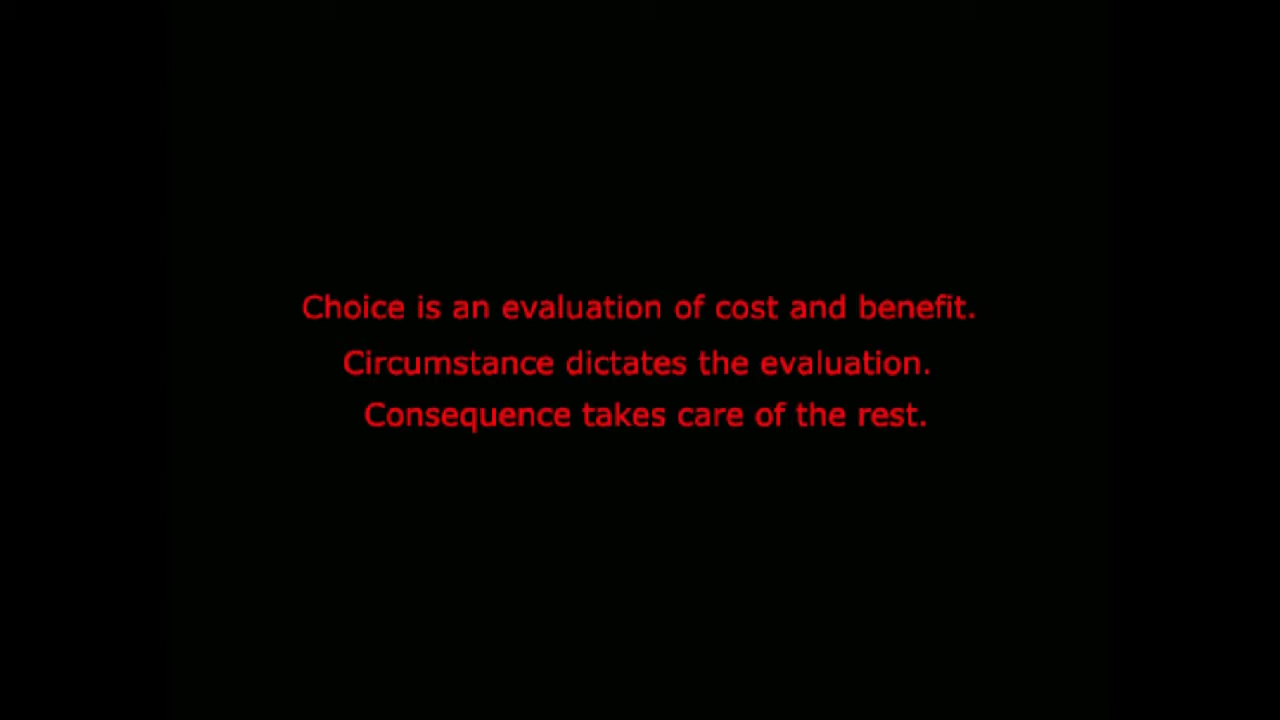 Choice is an evaluation of cost and benefit.
Circumstance dictates the evaluation.
Consequence takes care of the rest.